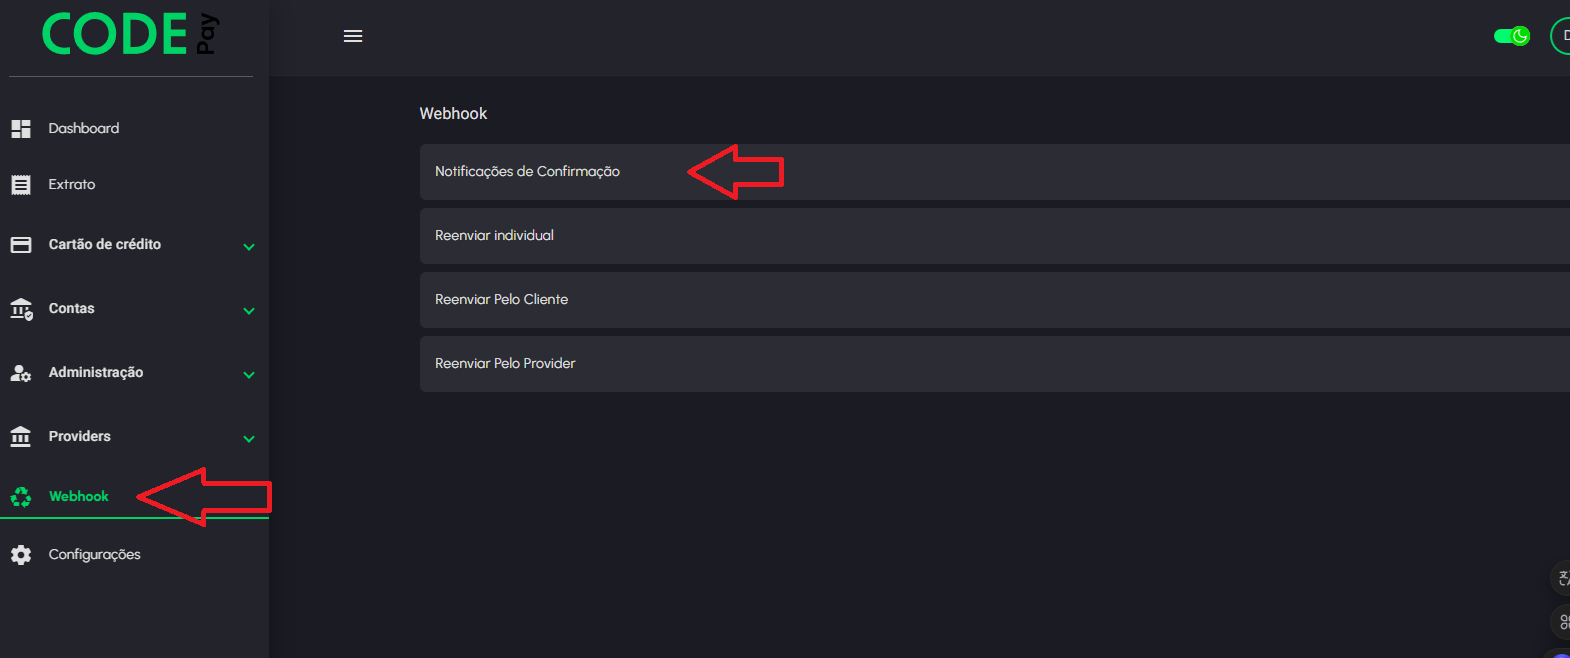 CODE Pay
Dashboard
Extrato
Cartão de crédito
Contas
Administração
Providers
Webhook
Configurações
Webhook
Notificações de Confirmação
Reenviar individual
Reenviar Pelo Cliente
Reenviar Pelo Provider